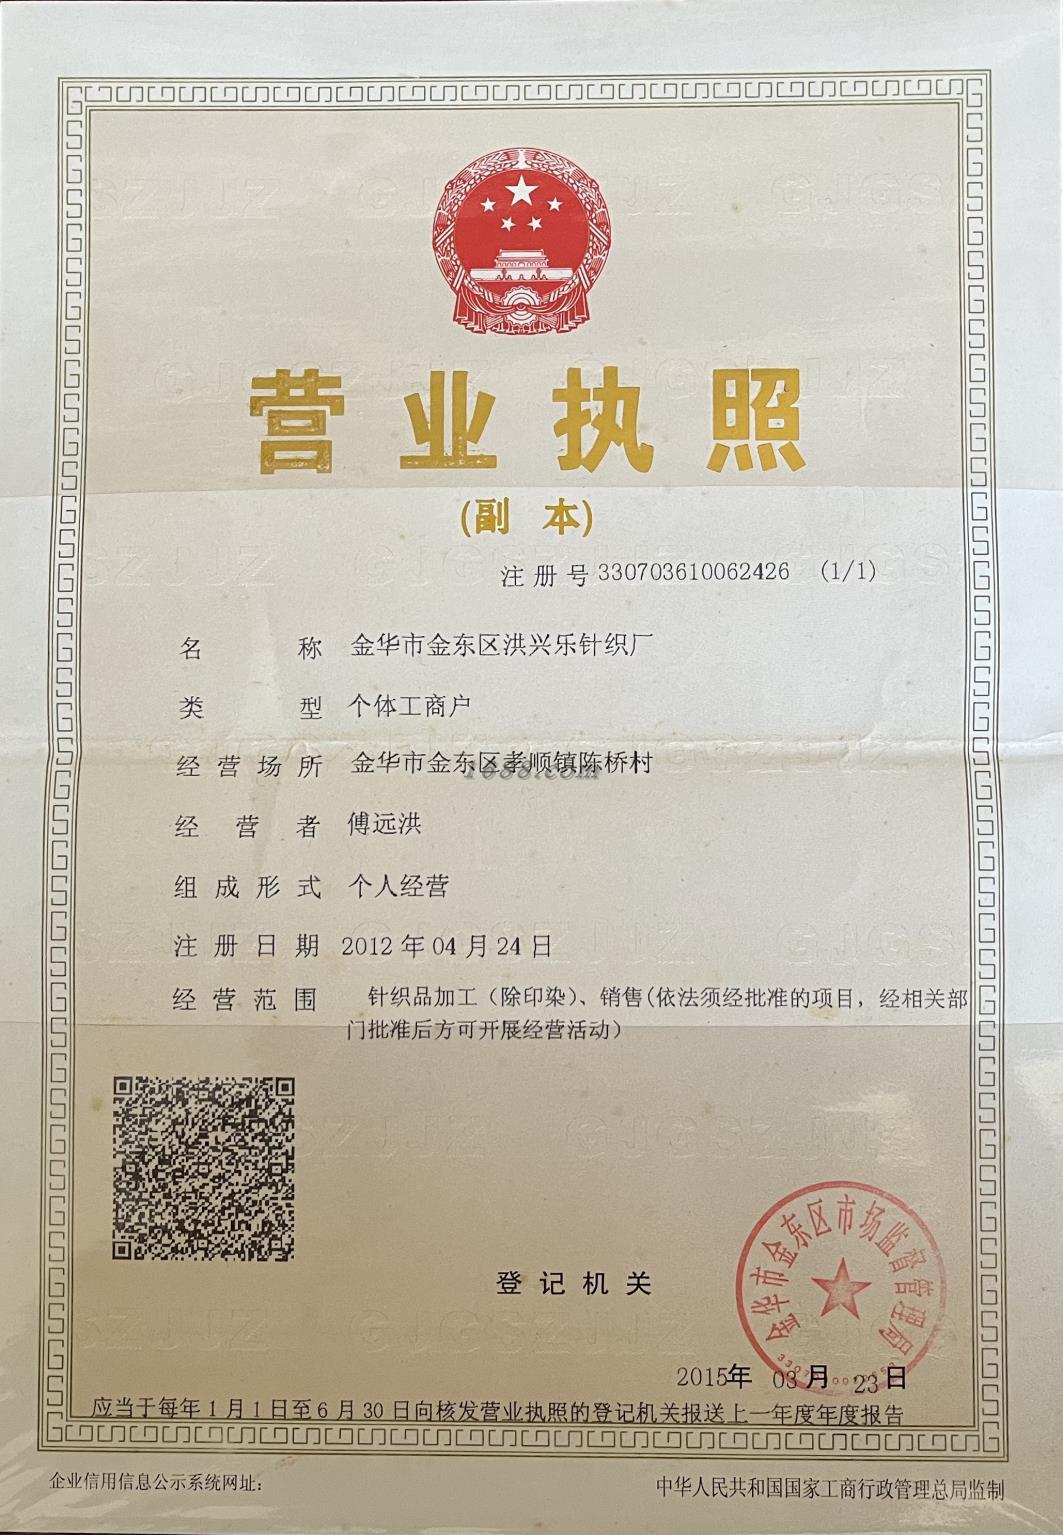 营业执照
(副 本)
注册号 330703610062426 (1/1)
名称 金华市金东区洪兴乐针织厂
类型 个体工商户
经营场所 金华市金东区孝顺镇陈桥村
1688.com
经营者 傅远洪
组成形式 个人经营
注册日期 2012年04月24日
经营范围 针织品加工（除印染）、销售(依法须经批准的项目，经相关部
门批准后方可开展经营活动）
金华市金东区市场监督管理局
登记机关
2015年 03月 23日
应当于每年1月1日至6月30日向核发营业执照的登记机关报送上一年度年度报告
企业信用信息公示系统网址：
中华人民共和国国家工商行政管理总局监制